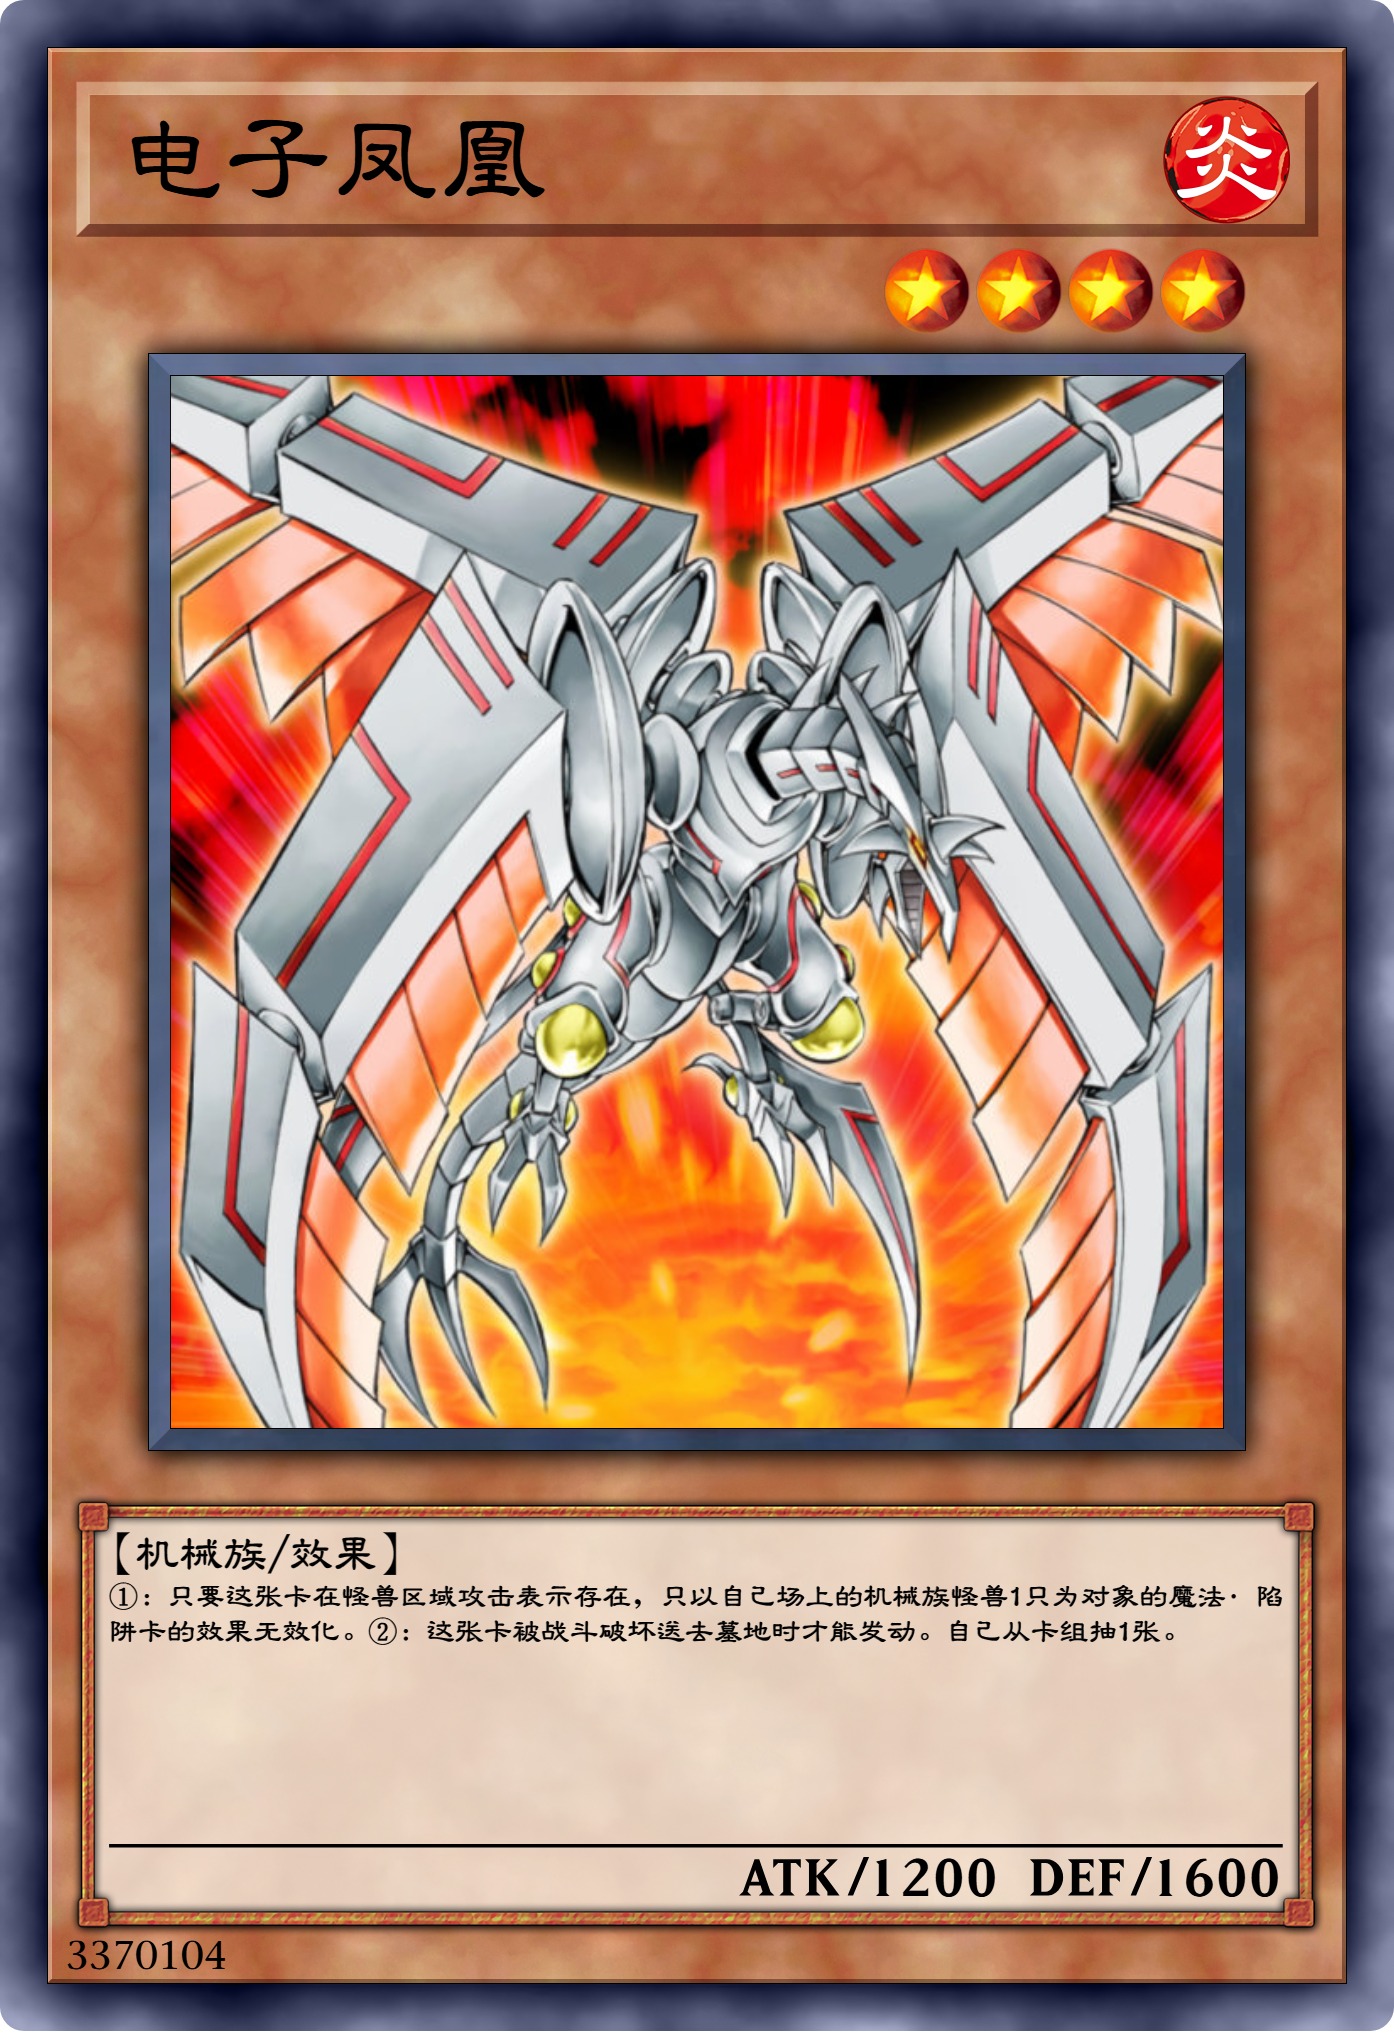 电子凤凰
炎
【机械族/效果】
①：只要这张卡在怪兽区域攻击表示存在，只以自己场上的机械族怪兽1只为对象的魔法·陷
阱卡的效果无效化。②：这张卡被战斗破坏送去墓地时才能发动。自己从卡组抽1张。
ATK/1200 DEF/1600
3370104